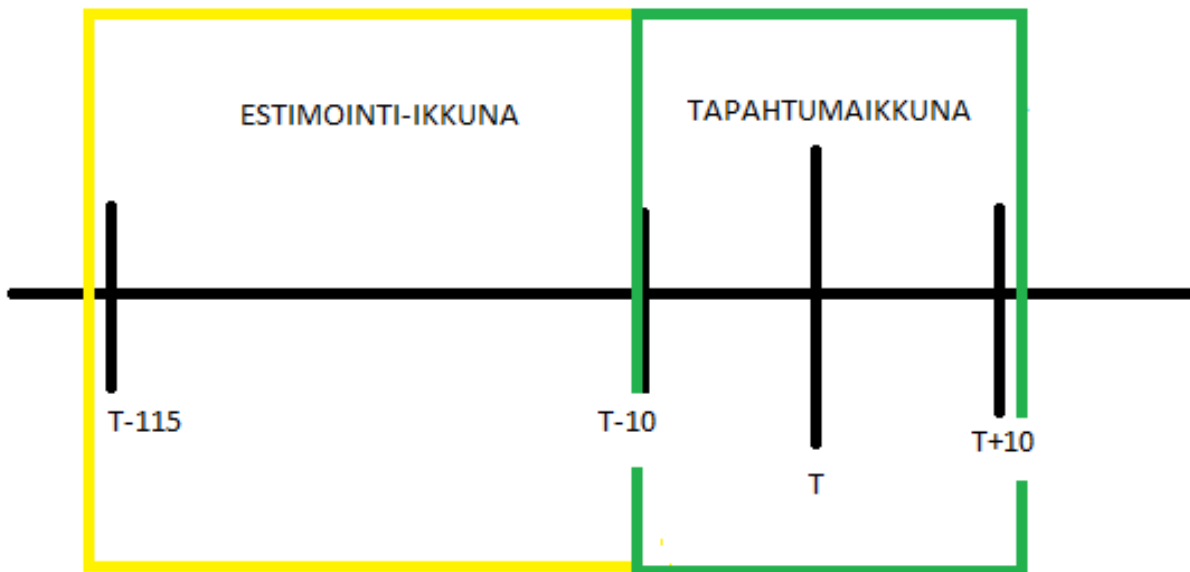 ESTIMOINTI-IKKUNA
TAPAHTUMAIKKUNA
T-115
T-10
T
T+10